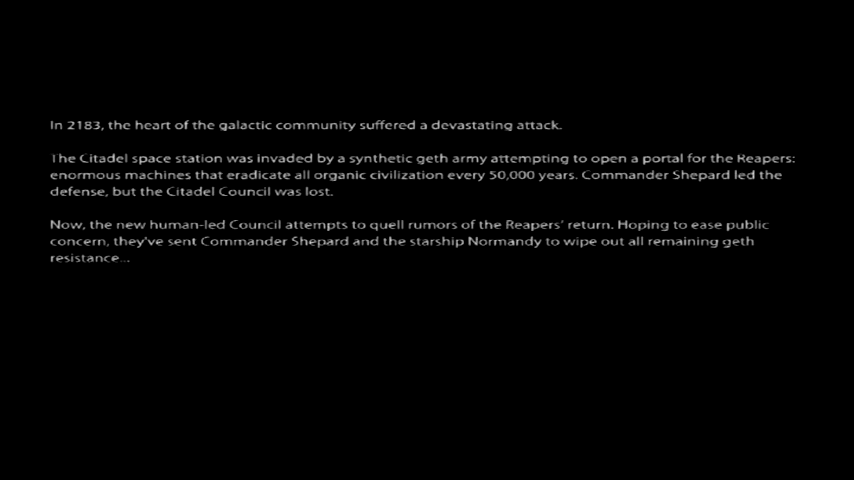 In 2183, the heart of the galactic community suffered a devastating attack.
The Citadel space station was invaded by a synthetic geth army attempting to open a portal for the Reapers:
enormous machines that eradicate all organic civilization every 50,000 years. Commander Shepard led the
defense, but the Citadel Council was lost.
Now, the new human-led Council attempts to quell rumors of the Reapers' return. Hoping to ease public
concern, they've sent Commander Shepard and the starship Normandy to wipe out all remaining geth
resistance...